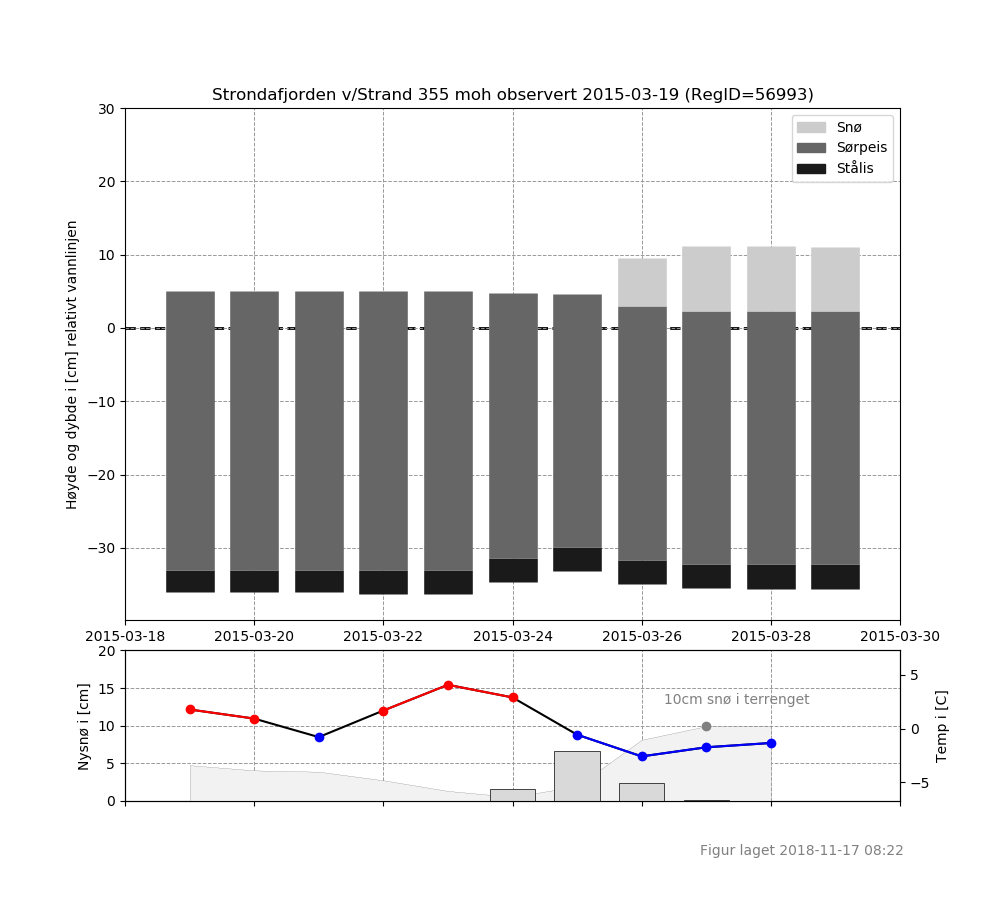 Strondafjorden v/Strand 355 moh observert 2015-03-19 (RegID=56993)
Snø
Sørpeis
Stålis
Høyde og dybde i [cm] relativt vannlinjen
30
20
10
0
−10
−20
−30
2015-03-18
2015-03-20
2015-03-22
2015-03-24
2015-03-26
2015-03-28
2015-03-30
Nysnø i [cm]
20
15
10
5
0
10cm snø i terrenget
5
0
−5
Temp i [C]
Figur laget 2018-11-17 08:22